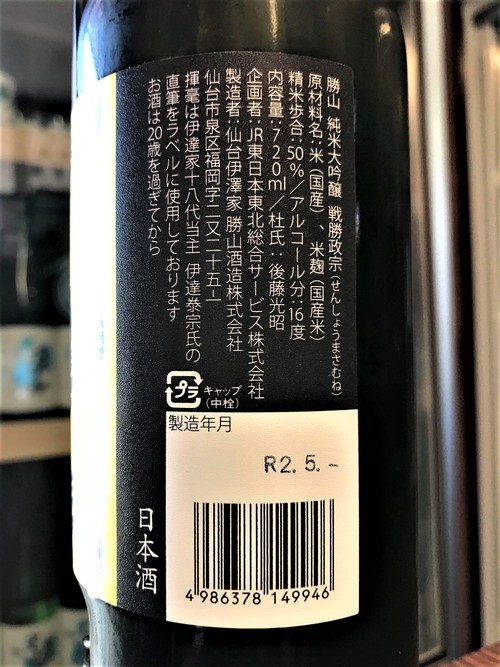 勝山 純米大吟醸 戦勝政宗(せんしょうまさむね)
原材料名:米(国産)、米麹(国産米)
精米歩合:50%/アルコール分:16度
内容量:720ml/杜氏:後藤光昭
企画者:JR東日本東北総合サービス株式会社
製造者:仙台伊澤家 勝山酒造株式会社
仙台市泉区福岡字二又二十五ー一
揮毫は伊達家十八代当主 伊達泰宗氏の
直筆をラベルに使用しております
お酒は20歳を過ぎてから
プラ
キャップ
(中栓)
製造年月
R2.5.-
日本酒
4 986378 149946